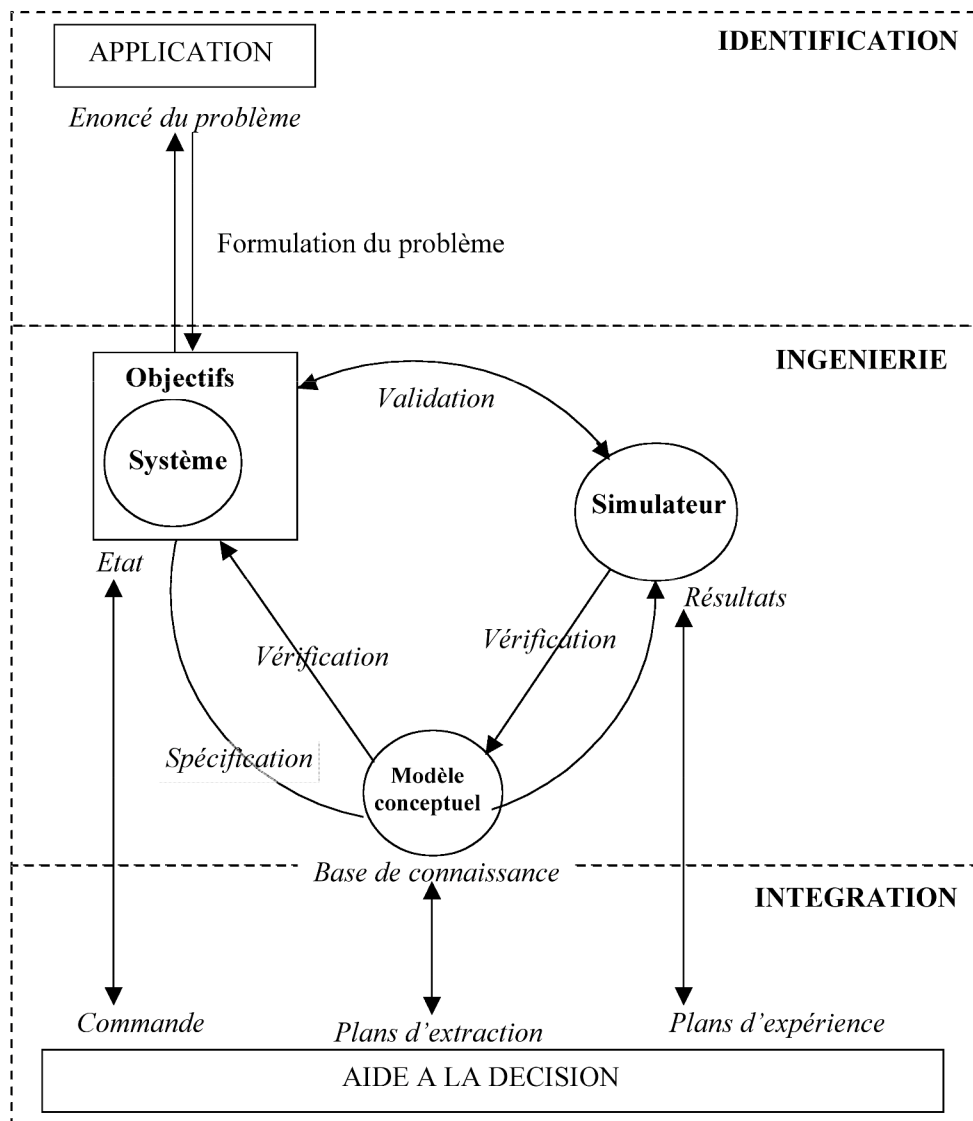 APPLICATION
IDENTIFICATION
Enoncé du problème
Formulation du problème
INGENIERIE
Objectifs
Validation
Système
Simulateur
Etat
Résultats
Vérification
Vérification
Spécification
Modèle
conceptuel
Base de connaissance
INTEGRATION
Commande
Plans d'extraction
Plans d'expérience
AIDE A LA DECISION